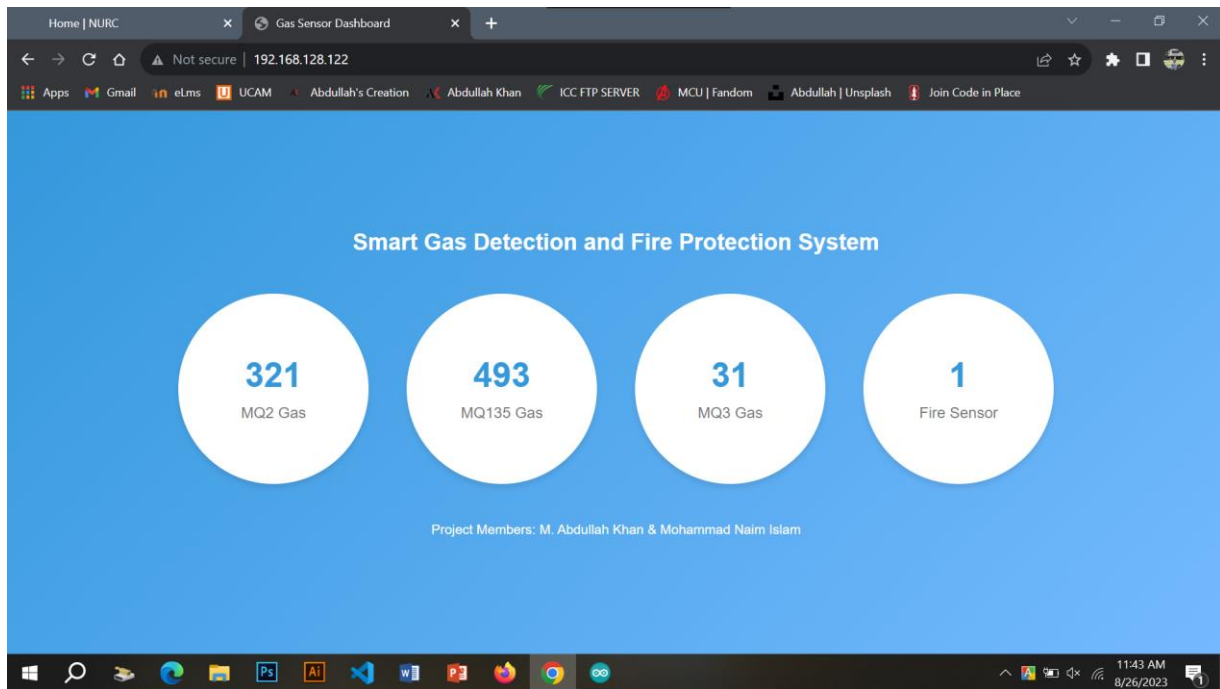 Home | NURC
Gas Sensor Dashboard
Not secure | 192.168.128.122
Apps Gmail eLms UCAM Abdullah's Creation Abdullah Khan ICC FTP SERVER MCU | Fandom Abdullah | Unsplash Join Code in Place
Smart Gas Detection and Fire Protection System
321
MQ2 Gas
493
MQ135 Gas
31
MQ3 Gas
1
Fire Sensor
Project Members: M. Abdullah Khan & Mohammad Naim Islam
Ps Ai
11:43 AM
8/26/2023
1